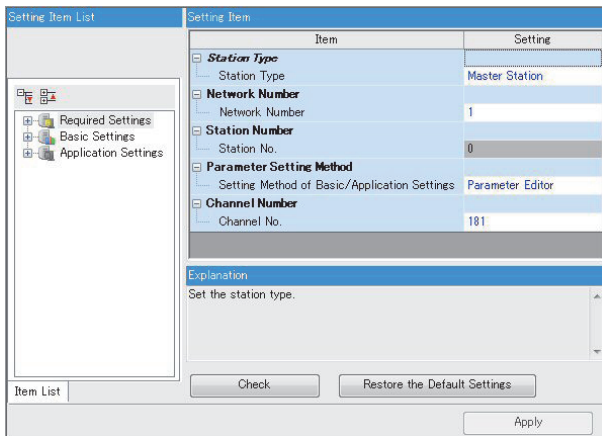 Setting Item List
Setting Item
Item Setting
Station Type
Station Type Master Station
Network Number
Network Number 1
Station Number
Station No. 0
Parameter Setting Method
Setting Method of Basic/Application Settings Parameter Editor
Channel Number
Channel No. 181
Required Settings
Basic Settings
Application Settings
Explanation
Set the station type.
Item List
Check
Restore the Default Settings
Apply